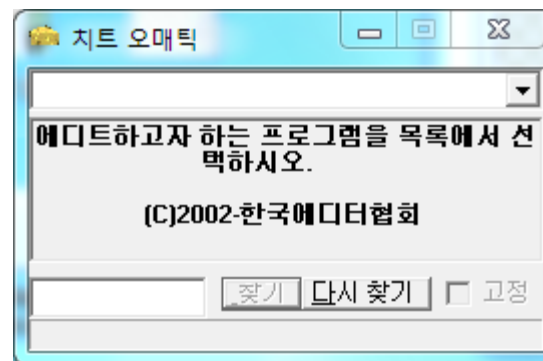 치트 오매틱
에디트하고자 하는 프로그램을 목록에서 선
택하시오.
(C)2002-한국에디터협회
찾기 다시 찾기 고정